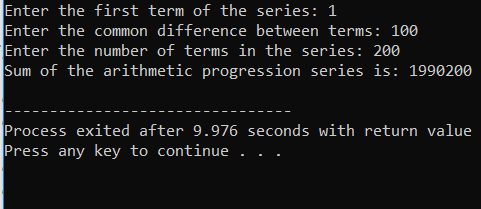 Enter the first term of the series: 1
Enter the common difference between terms: 100
Enter the number of terms in the series: 200
Sum of the arithmetic progression series is: 1990200
--------------------------------
Process exited after 9.976 seconds with return value
Press any key to continue . . .